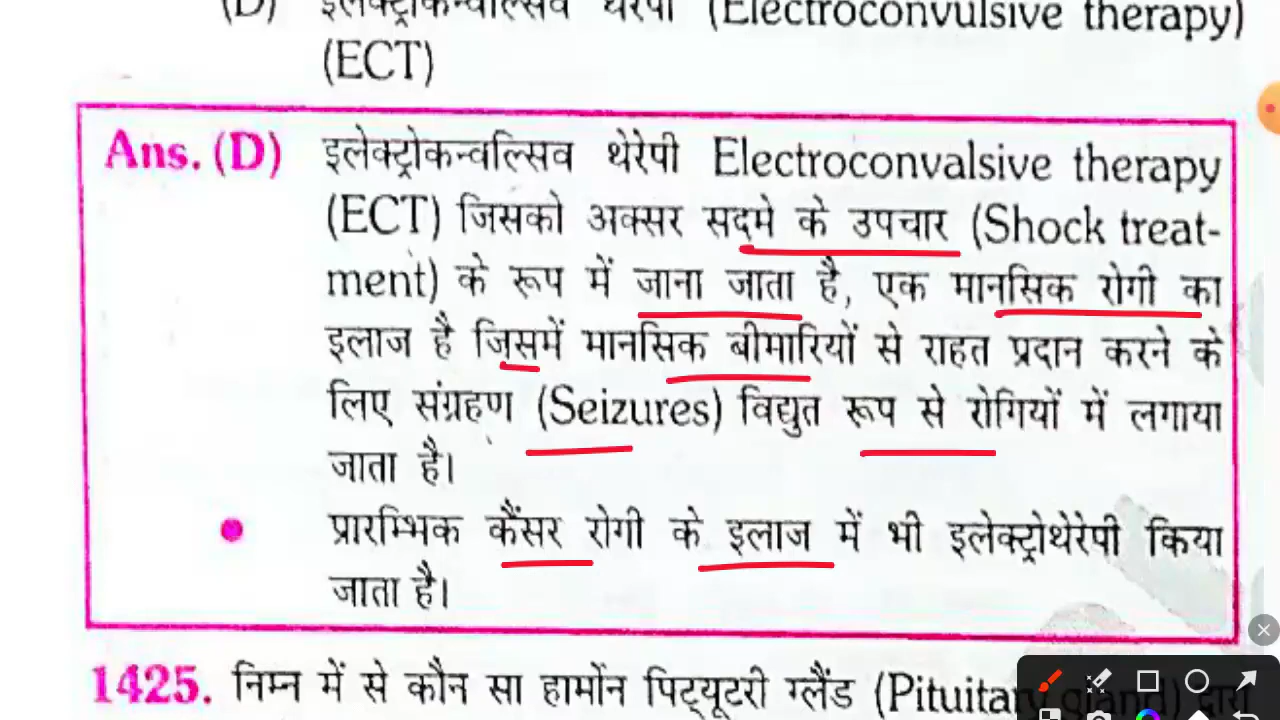 (D) इलेक्ट्रोकन्वल्सिव थेरेपी (Electroconvulsive therapy)
(ECT)
Ans. (D) इलेक्ट्रोकन्वल्सिव थेरेपी Electroconvalsive therapy
(ECT) जिसको अक्सर सदमे के उपचार (Shock treat-
ment) के रूप में जाना जाता है, एक मानसिक रोगी का
इलाज है जिसमें मानसिक बीमारियों से राहत प्रदान करने के
लिए संग्रहण (Seizures) विद्युत रूप से रोगियों में लगाया
जाता है।
● प्रारम्भिक कैंसर रोगी के इलाज में भी इलेक्ट्रोथेरेपी किया
जाता है।
1425. निम्न में से कौन सा हार्मोन पिट्यूटरी ग्लैंड (Pituitary gland) द्वारा